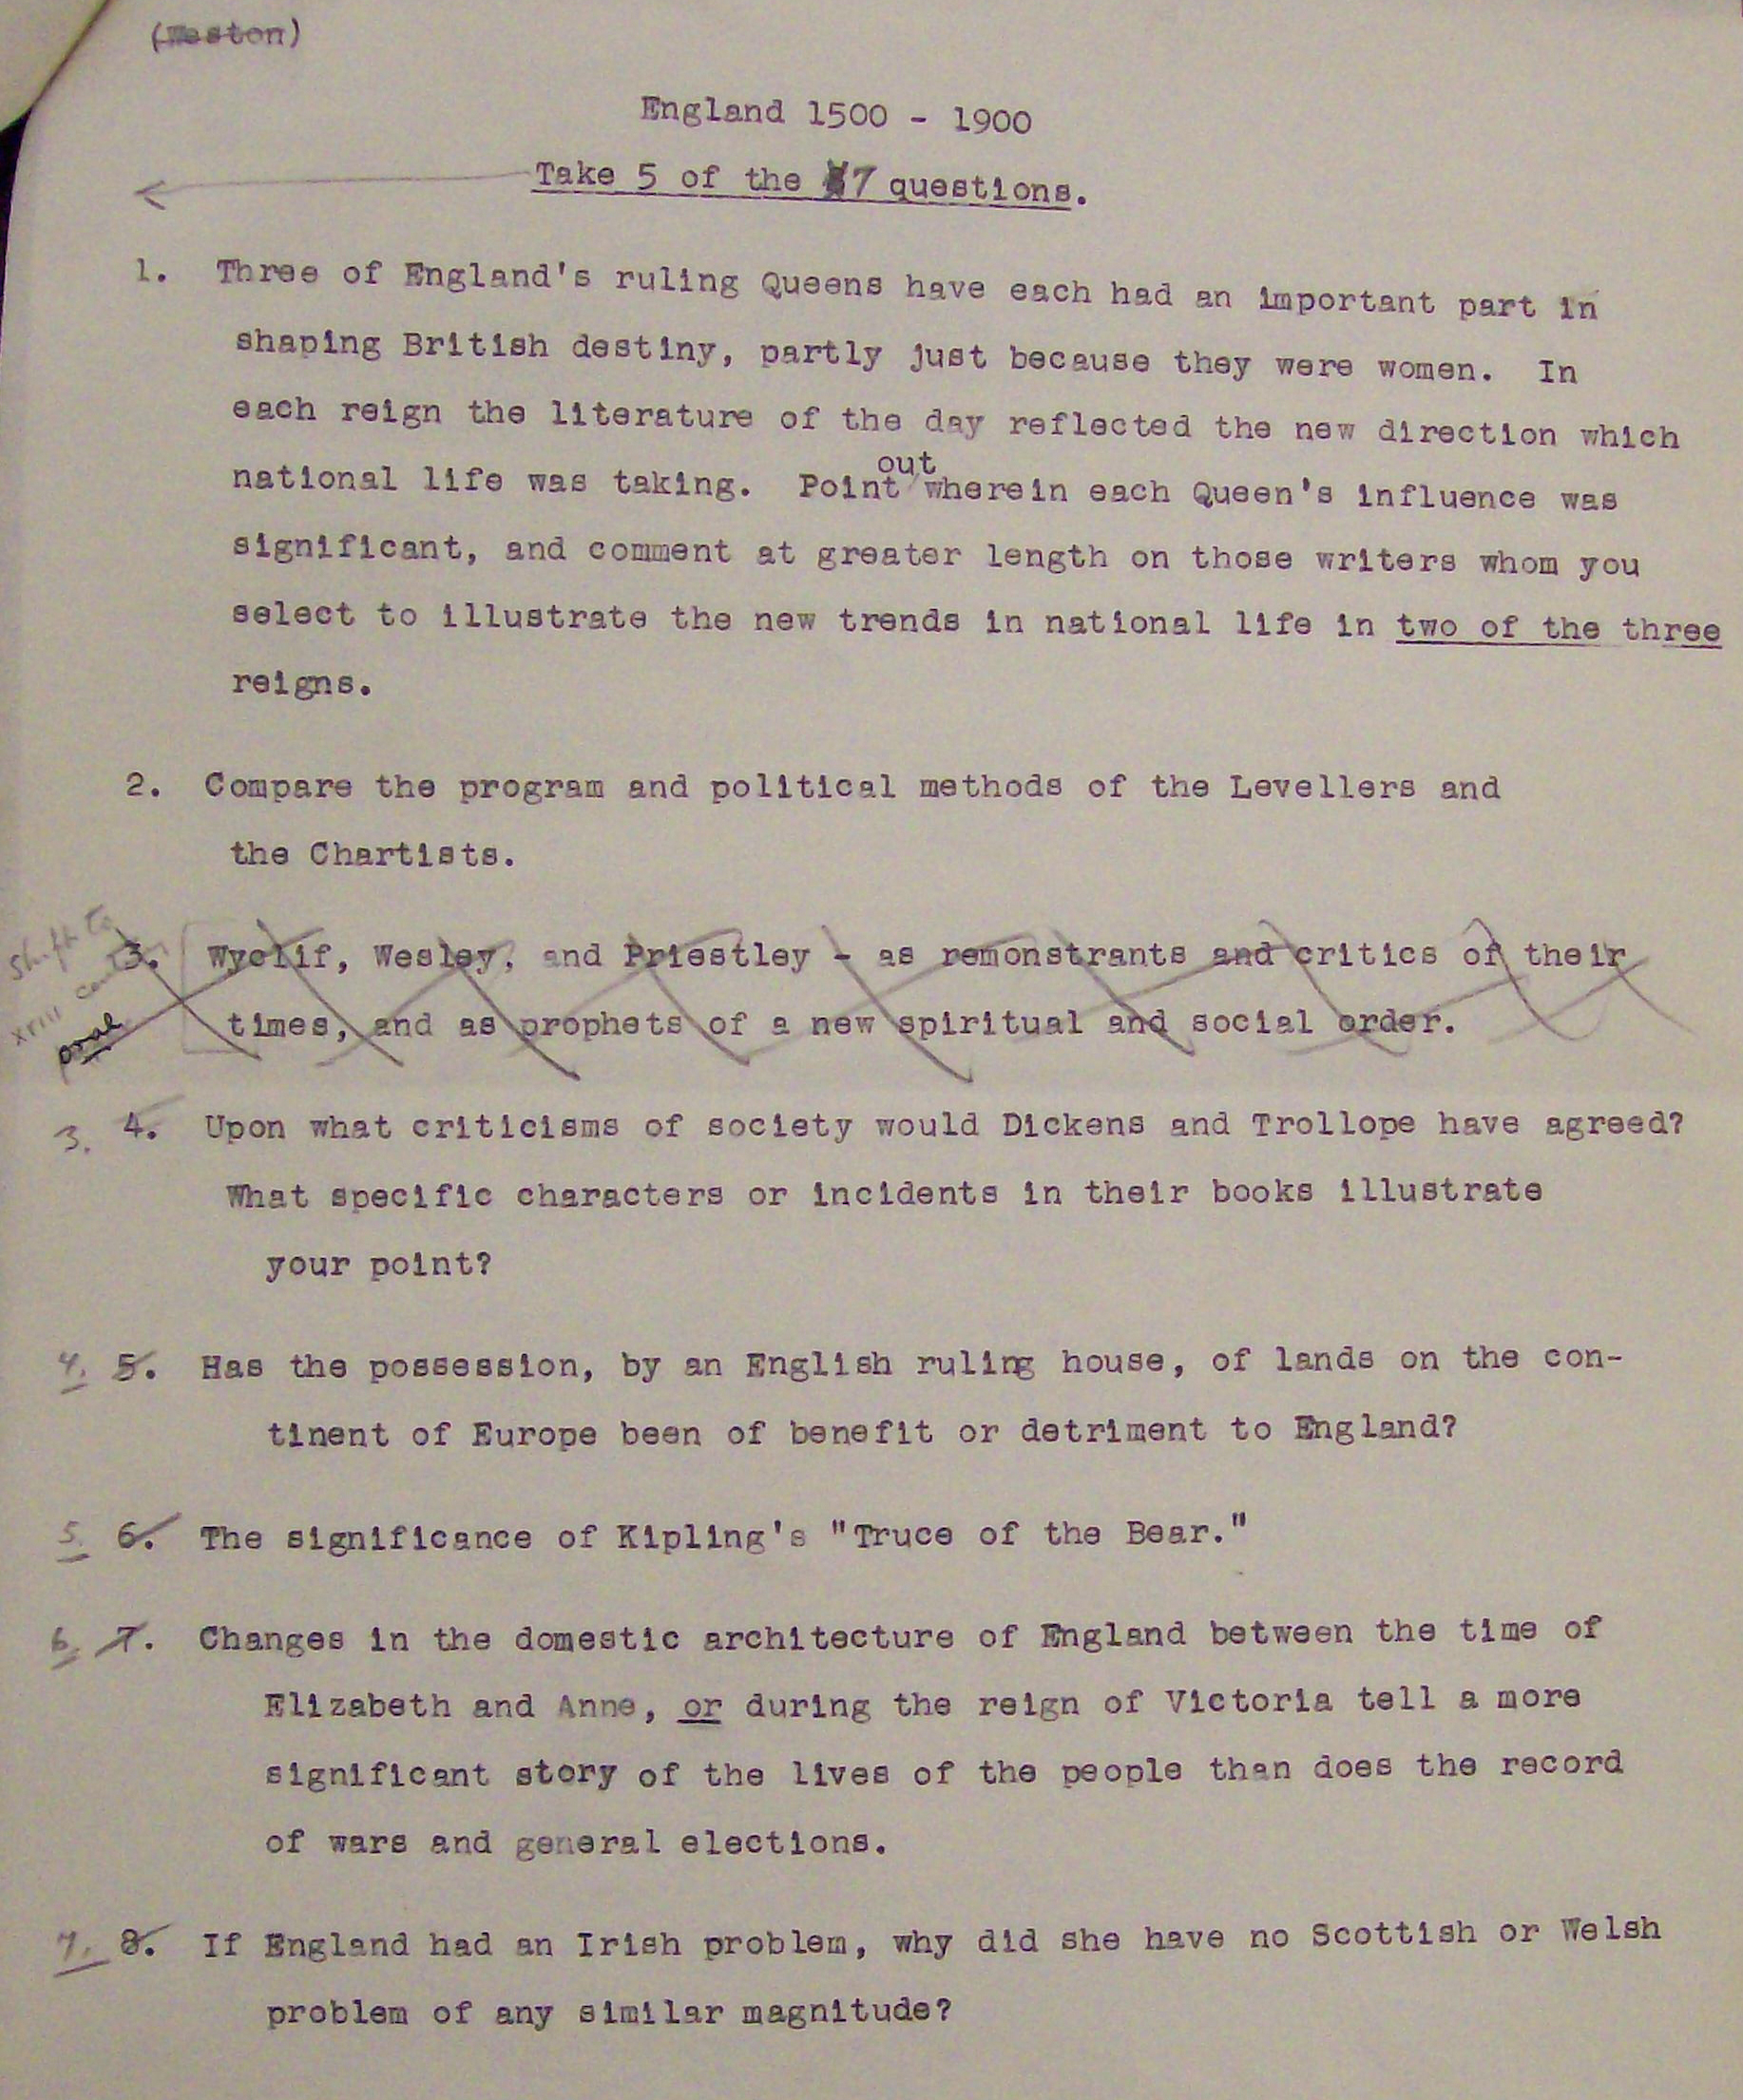 (Weston)
England 1500 - 1900
Take 5 of the 7 questions.
1. Three of England's ruling Queens have each had an important part in
shaping British destiny, partly just because they were women. In
each reign the literature of the day reflected the new direction which
out
national life was taking. Point wherein each Queen's influence was
significant, and comment at greater length on those writers whom you
select to illustrate the new trends in national life in two of the three
reigns.
2. Compare the program and political methods of the Levellers and
the Chartists.
Shift to
XVIII Century
oral
3. Wyclif, Wesley, and Priestley - as remonstrants and critics of their
times, and as prophets of a new spiritual and social order.
3. 4. Upon what criticisms of society would Dickens and Trollope have agreed?
What specific characters or incidents in their books illustrate
your point?
4. 5. Has the possession, by an English ruling house, of lands on the con-
tinent of Europe been of benefit or detriment to England?
5. 6. The significance of Kipling's "Truce of the Bear."
6. 7. Changes in the domestic architecture of England between the time of
Elizabeth and Anne, or during the reign of Victoria tell a more
significant story of the lives of the people than does the record
of wars and general elections.
7. 8. If England had an Irish problem, why did she have no Scottish or Welsh
problem of any similar magnitude?